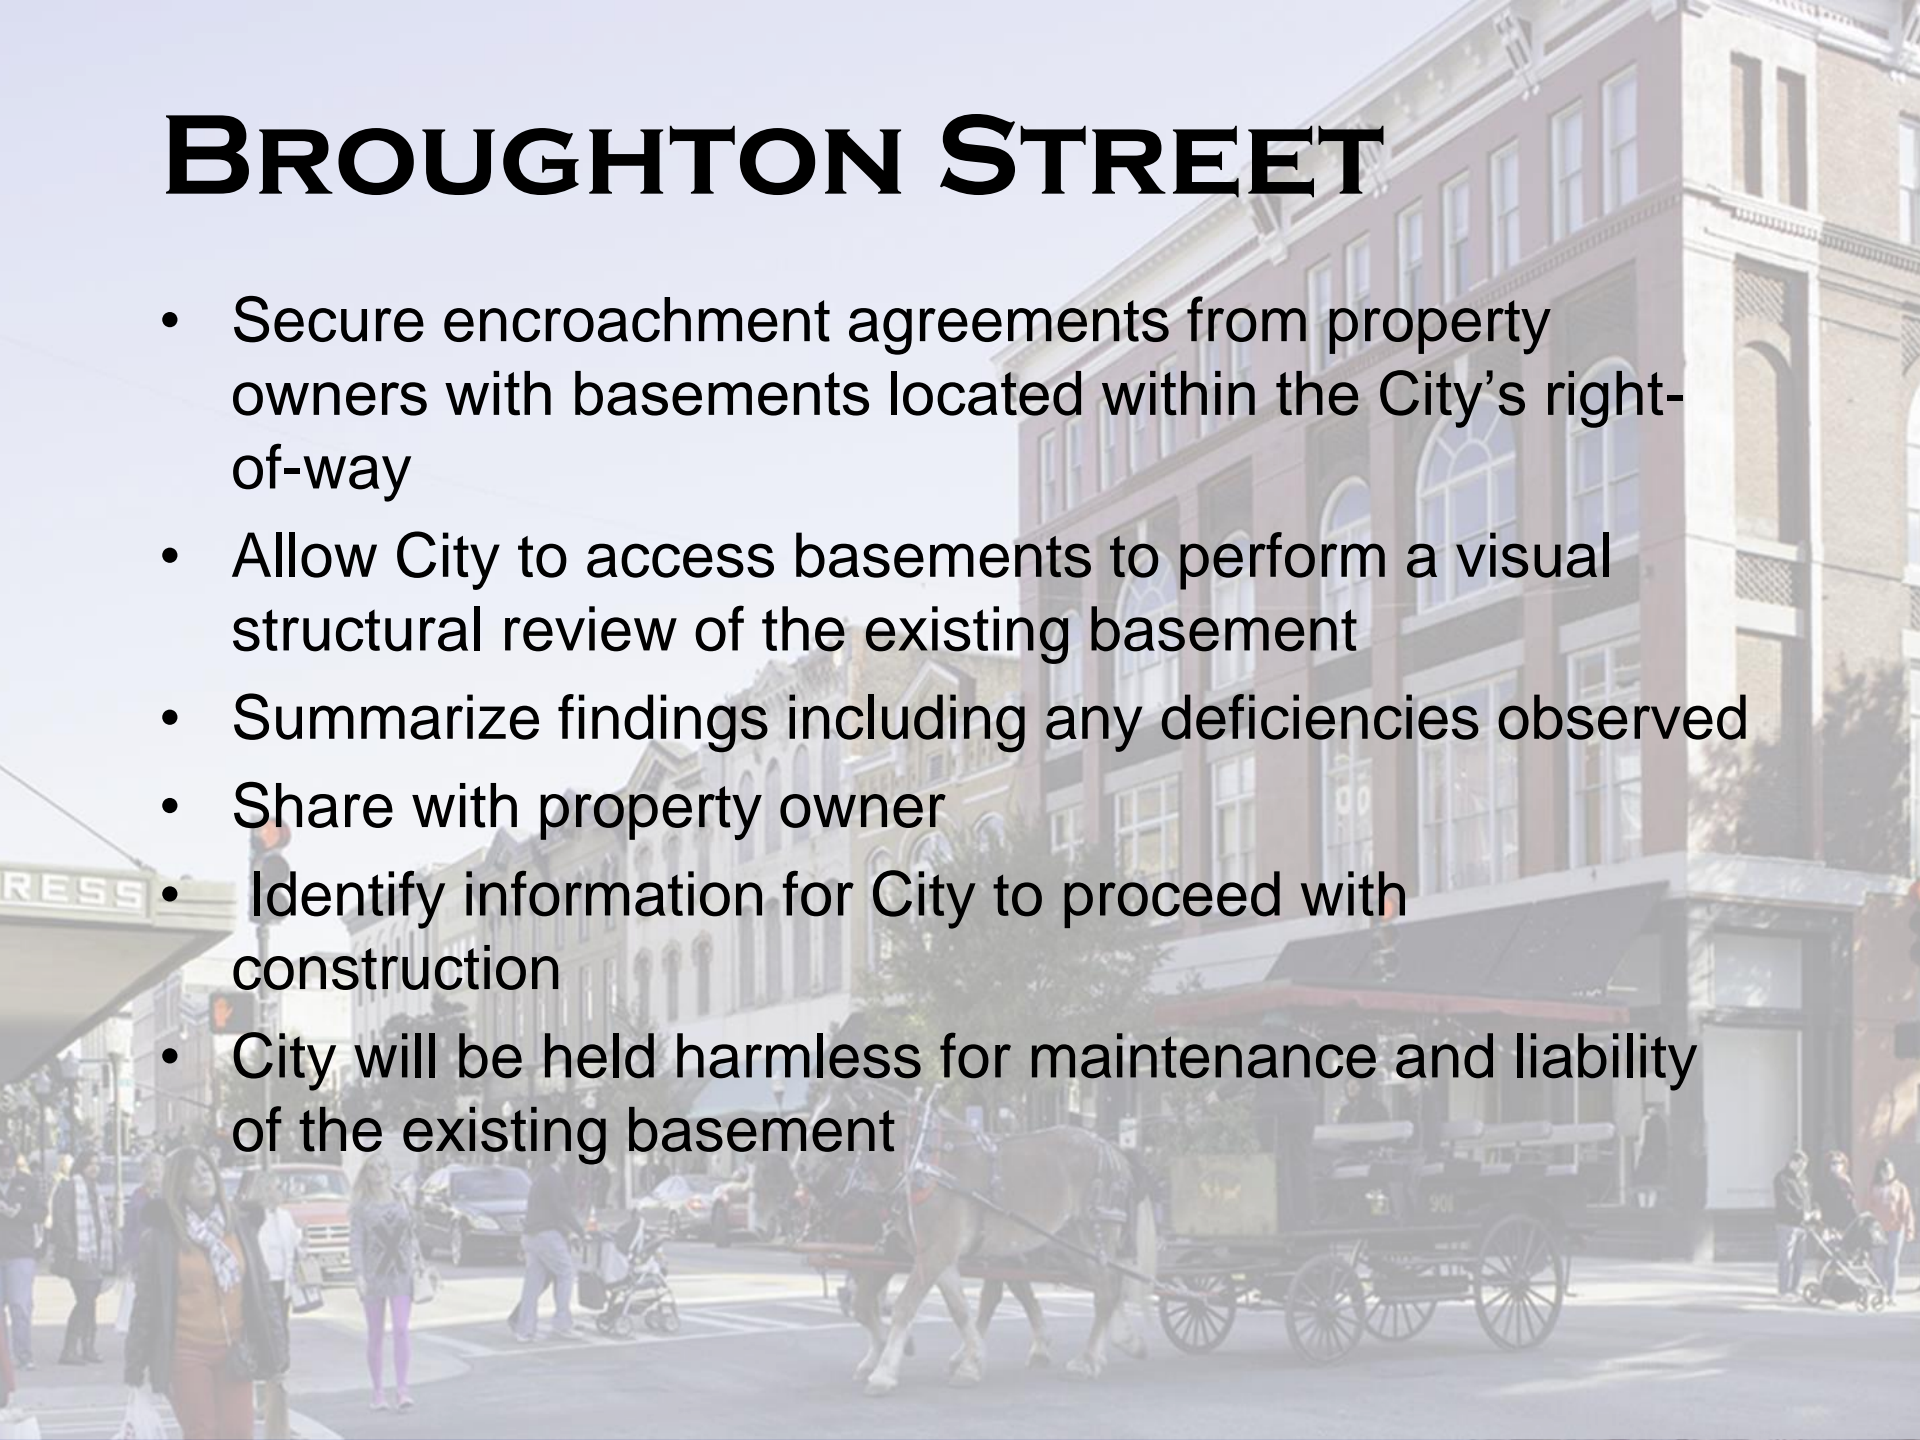 BROUGHTON STREET
• Secure encroachment agreements from property
owners with basements located within the City’s right-
of-way
• Allow City to access basements to perform a visual
structural review of the existing basement
• Summarize findings including any deficiencies observed
• Share with property owner
• Identify information for City to proceed with
construction
• City will be held harmless for maintenance and liability
of the existing basement
RESS
901